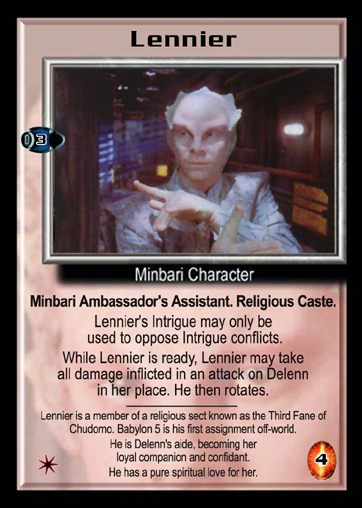 Lennier
3
Minbari Character
Minbari Ambassador's Assistant. Religious Caste.
Lennier's Intrigue may only be
used to oppose Intrigue conflicts.
While Lennier is ready, Lennier may take
all damage inflicted in an attack on Delenn
in her place. He then rotates.
Lennier is a member of a religious sect known as the Third Fane of
Chudomo. Babylon 5 is his first assignment off-world.
He is Delenn's aide, becoming her
loyal companion and confidant.
He has a pure spiritual love for her.
4